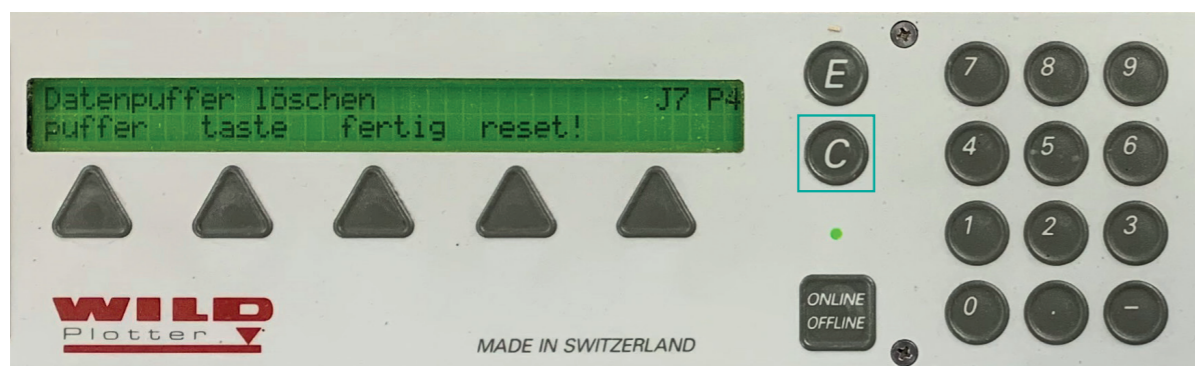 Datenpuffer löschen J7 P4
puffer taste fertig reset!
E
C
7 8 9
4 5 6
1 2 3
0 . –
ONLINE
OFFLINE
WILD
Plotter
MADE IN SWITZERLAND